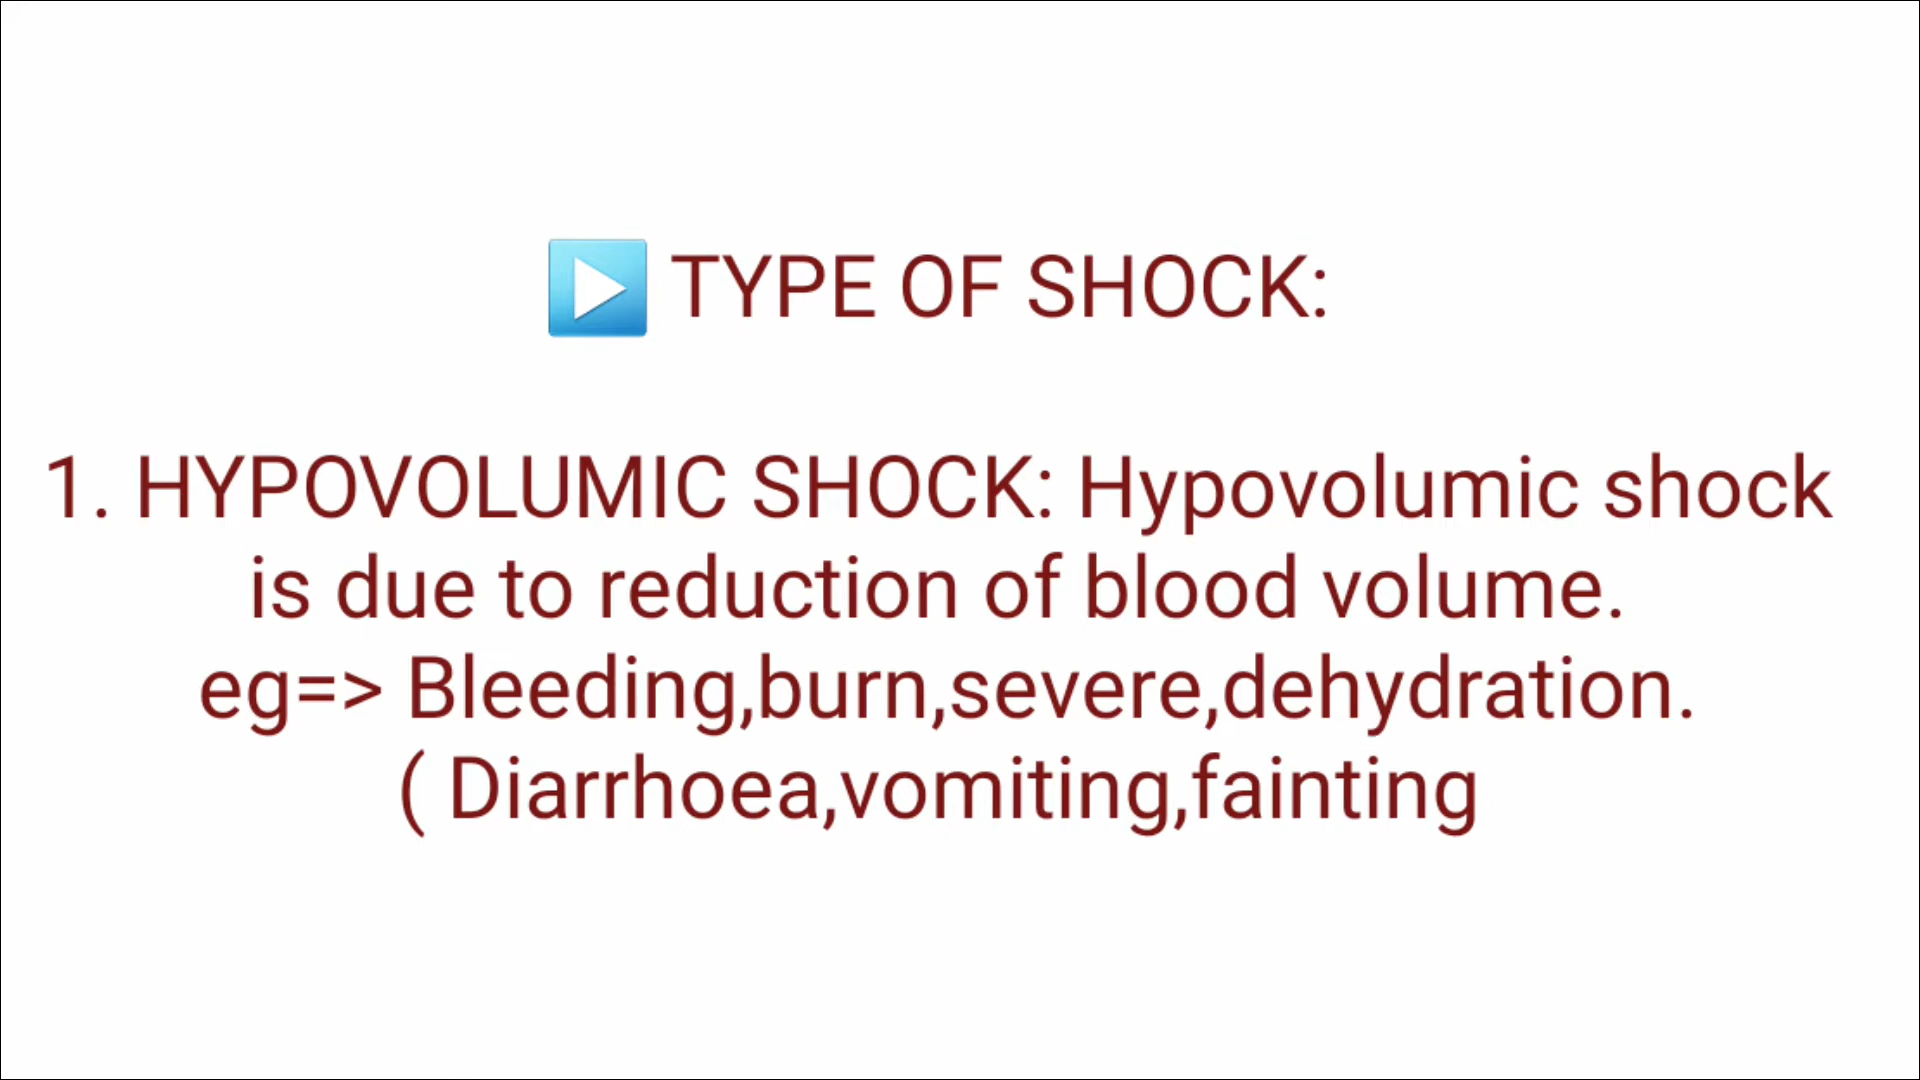 ▶️ TYPE OF SHOCK:
1. HYPOVOLUMIC SHOCK: Hypovolumic shock
is due to reduction of blood volume.
eg=> Bleeding,burn,severe,dehydration.
( Diarrhoea,vomiting,fainting